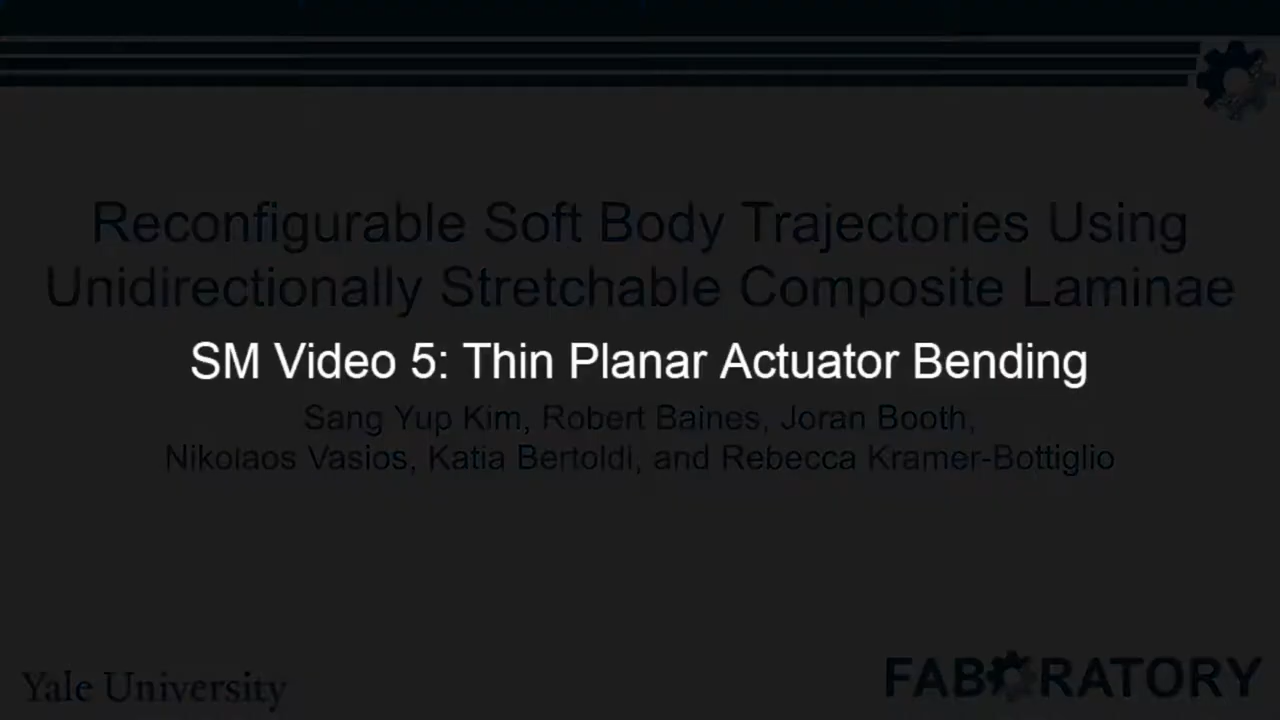 Reconfigurable Soft Body Trajectories Using
Unidirectionally Stretchable Composite Laminae
SM Video 5: Thin Planar Actuator Bending
Sang Yup Kim, Robert Baines, Joran Booth,
Nikolaos Vasios, Katia Bertoldi, and Rebecca Kramer-Bottiglio
Yale University
FABORATORY